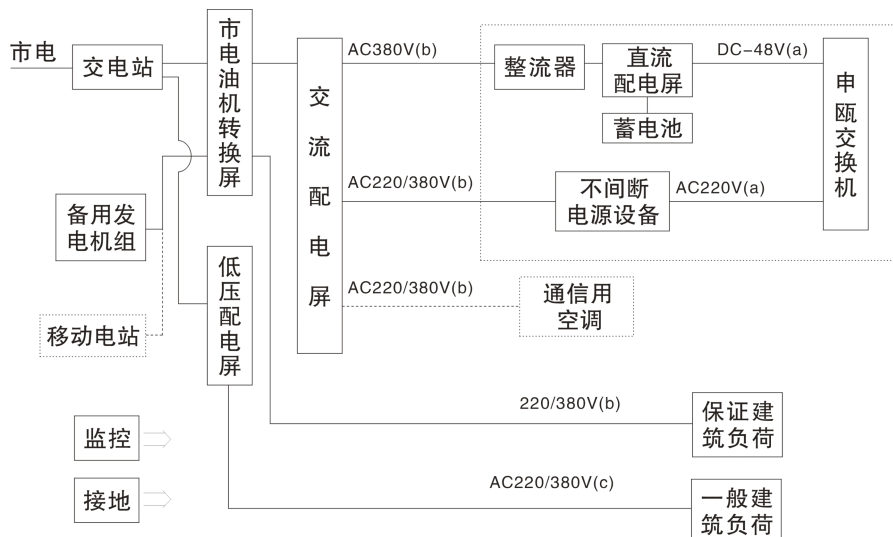 市电
交电站
市电油机转换屏
交流配电屏
AC380V(b)
整流器
直流
配电屏
DC-48V(a)
申瓯交换机
蓄电池
备用发
电机组
AC220/380V(b)
不间断
电源设备
AC220V(a)
低压配电屏
AC220/380V(b)
通信用
空调
移动电站
220/380V(b)
保证建
筑负荷
监控
接地
AC220/380V(c)
一般建
筑负荷